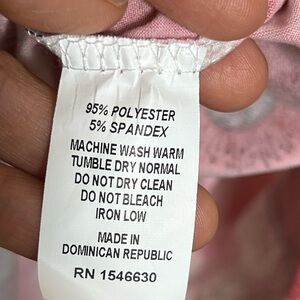 95% POLYESTER
5% SPANDEX
MACHINE WASH WARM
TUMBLE DRY NORMAL
DO NOT DRY CLEAN
DO NOT BLEACH
IRON LOW
MADE IN
DOMINICAN REPUBLIC
RN 1546630